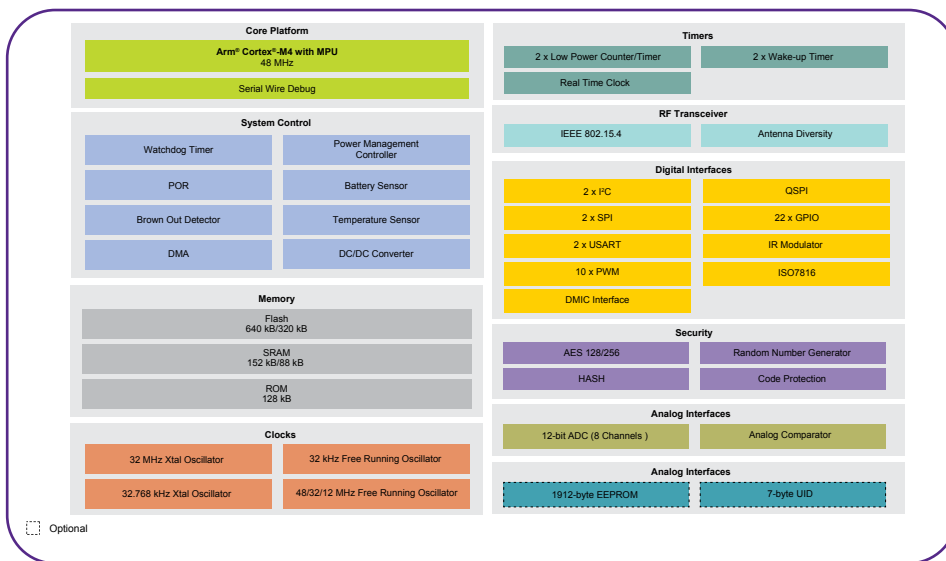 Core Platform
Arm® Cortex®-M4 with MPU
48 MHz
Serial Wire Debug
System Control
Watchdog Timer
Power Management
Controller
POR
Battery Sensor
Brown Out Detector
Temperature Sensor
DMA
DC/DC Converter
Memory
Flash
640 kB/320 kB
SRAM
152 kB/88 kB
ROM
128 kB
Clocks
32 MHz Xtal Oscillator
32 kHz Free Running Oscillator
32.768 kHz Xtal Oscillator
48/32/12 MHz Free Running Oscillator
Timers
2 x Low Power Counter/Timer
2 x Wake-up Timer
Real Time Clock
RF Transceiver
IEEE 802.15.4
Antenna Diversity
Digital Interfaces
2 x I²C
QSPI
2 x SPI
22 x GPIO
2 x USART
IR Modulator
10 x PWM
ISO7816
DMIC Interface
Security
AES 128/256
Random Number Generator
HASH
Code Protection
Analog Interfaces
12-bit ADC (8 Channels )
Analog Comparator
Analog Interfaces
1912-byte EEPROM
7-byte UID
Optional